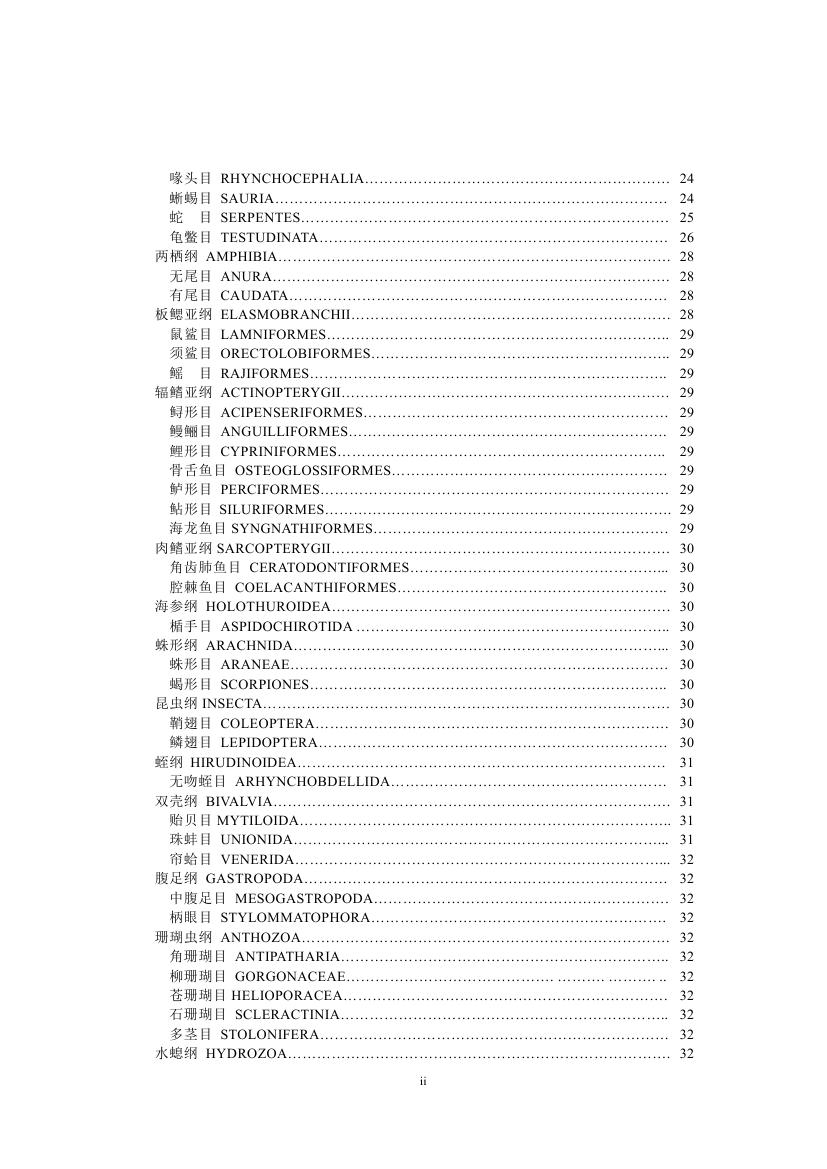 喙头目 RHYNCHOCEPHALIA……………………………………………………… 24
蜥蜴目 SAURIA……………………………………………………………………… 24
蛇　目 SERPENTES………………………………………………………………… 25
龟鳖目 TESTUDINATA……………………………………………………………… 26
两栖纲 AMPHIBIA……………………………………………………………………… 28
无尾目 ANURA……………………………………………………………………… 28
有尾目 CAUDATA…………………………………………………………………… 28
板鳃亚纲 ELASMOBRANCHII………………………………………………………… 28
鼠鲨目 LAMNIFORMES…………………………………………………………….. 29
须鲨目 ORECTOLOBIFORMES…………………………………………………... 29
鳐　目 RAJIFORMES……………………………………………………………….. 29
辐鳍亚纲 ACTINOPTERYGII…………………………………………………………… 29
鲟形目 ACIPENSERIFORMES……………………………………………………… 29
鳗鲡目 ANGUILLIFORMES…………………………………………………………. 29
鲤形目 CYPRINIFORMES………………………………………………………….. 29
骨舌鱼目 OSTEOGLOSSIFORMES………………………………………………… 29
鲈形目 PERCIFORMES……………………………………………………………… 29
鲇形目 SILURIFORMES……………………………………………………………… 29
海龙鱼目 SYNGNATHIFORMES…………………………………………………… 29
肉鳍亚纲 SARCOPTERYGII…………………………………………………………… 30
角齿肺鱼目 CERATODONTIFORMES……………………………………………... 30
腔棘鱼目 COELACANTHIFORMES……………………………………………….. 30
海参纲 HOLOTHUROIDEA…………………………………………………………… 30
楯手目 ASPIDOCHIROTIDA ……………………………………………………….. 30
蛛形纲 ARACHNIDA…………………………………………………………………... 30
蛛形目 ARANEAE…………………………………………………………………… 30
蝎形目 SCORPIONES……………………………………………………………….. 30
昆虫纲 INSECTA………………………………………………………………………… 30
鞘翅目 COLEOPTERA……………………………………………………………… 30
鳞翅目 LEPIDOPTERA……………………………………………………………… 30
蛭纲 HIRUDINOIDEA………………………………………………………………… 31
无吻蛭目 ARHYNCHOBDELLIDA………………………………………………… 31
双壳纲 BIVALVIA……………………………………………………………………… 31
贻贝目 MYTILOIDA………………………………………………………………….. 31
珠蚌目 UNIONIDA…………………………………………………………………... 31
帘蛤目 VENERIDA…………………………………………………………………... 32
腹足纲 GASTROPODA………………………………………………………………… 32
中腹足目 MESOGASTROPODA…………………………………………………… 32
柄眼目 STYLOMMATOPHORA……………………………………………………. 32
珊瑚虫纲 ANTHOZOA………………………………………………………………… 32
角珊瑚目 ANTIPATHARIA………………………………………………………….. 32
柳珊瑚目 GORGONACEAE……………………………………. ………. ………. .. 32
苍珊瑚目 HELIOPORACEA………………………………………………………… 32
石珊瑚目 SCLERACTINIA………………………………………………………….. 32
多茎目 STOLONIFERA……………………………………………………………… 32
水螅纲 HYDROZOA…………………………………………………………………… 32
ii